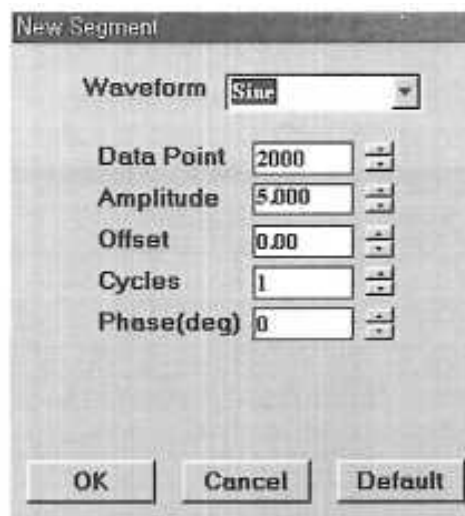 New Segment
Waveform Sine
Data Point 2000
Amplitude 5.000
Offset 0.00
Cycles 1
Phase(deg) 0
OK Cancel Default